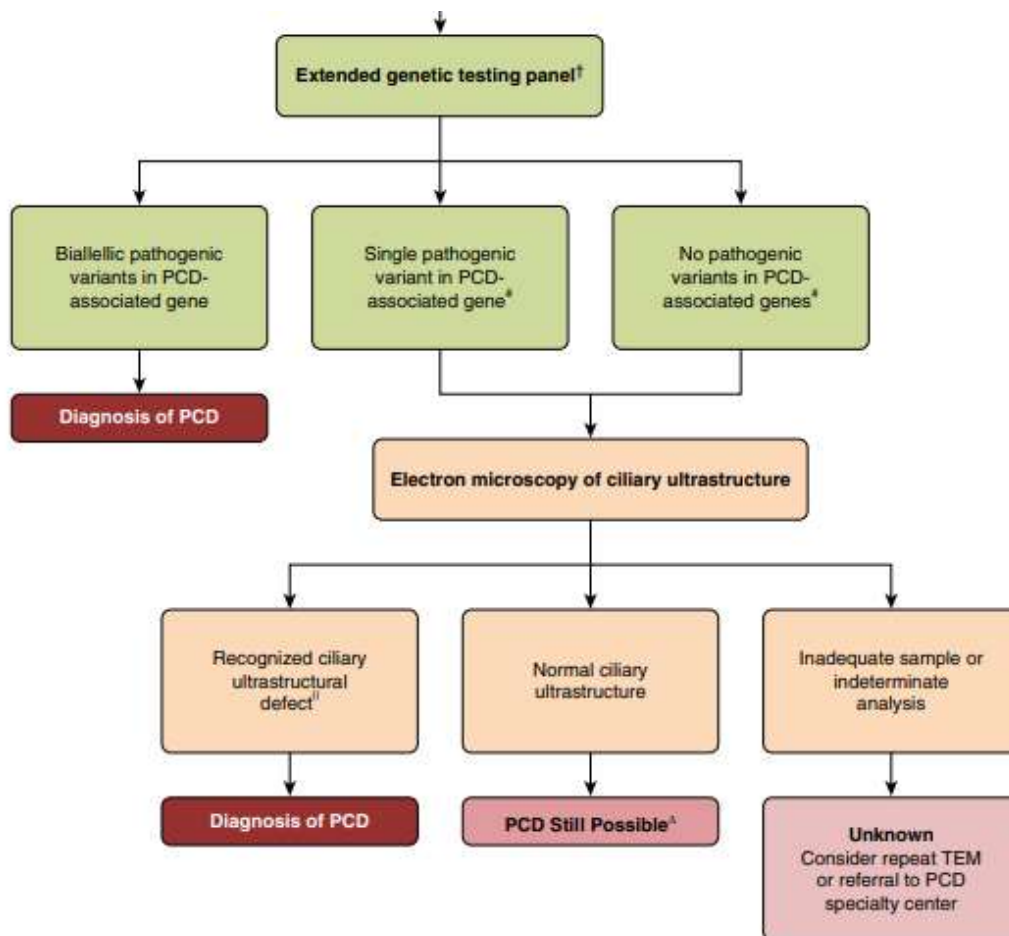 Extended genetic testing panel†
Biallellic pathogenic
variants in PCD-
associated gene
Single pathogenic
variant in PCD-
associated gene#
No pathogenic
variants in PCD-
associated genes#
Diagnosis of PCD
Electron microscopy of ciliary ultrastructure
Recognized ciliary
ultrastructural
defect||
Normal ciliary
ultrastructure
Inadequate sample or
indeterminate
analysis
Diagnosis of PCD
PCD Still PossibleΔ
Unknown
Consider repeat TEM
or referral to PCD
specialty center